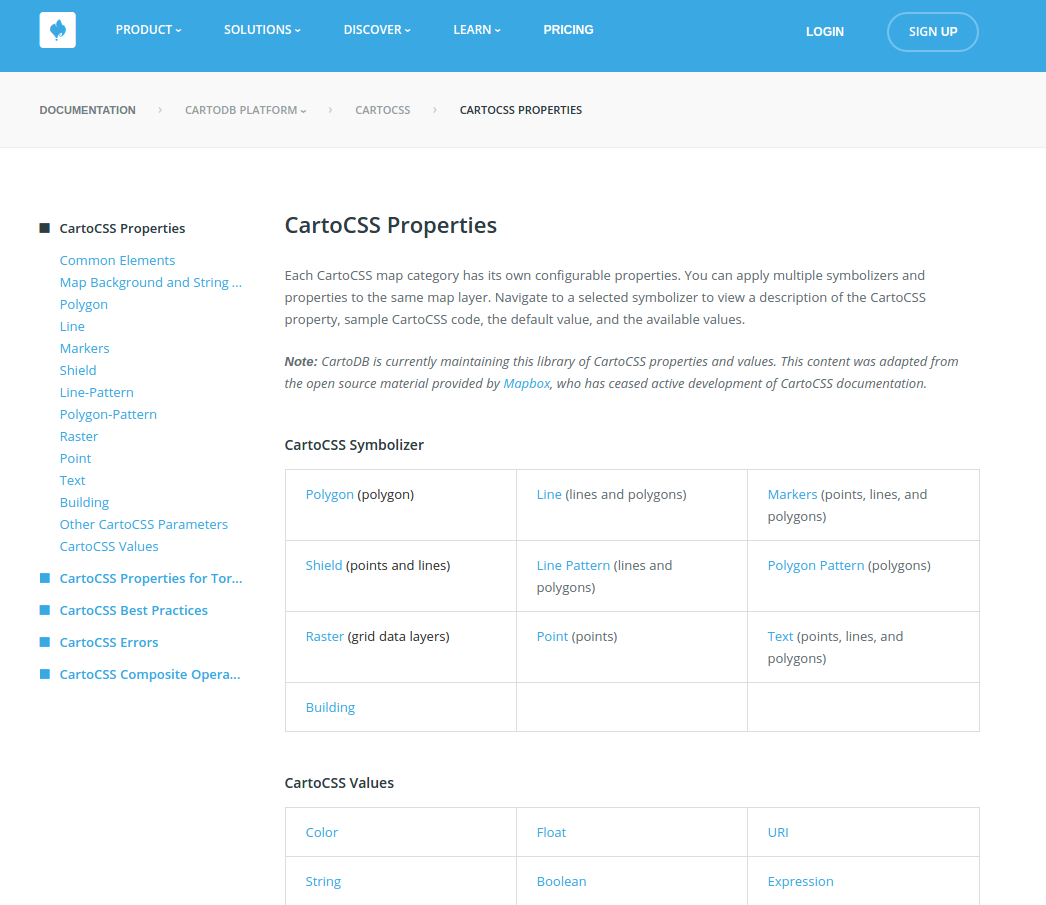 PRODUCT
SOLUTIONS
DISCOVER
LEARN
PRICING
LOGIN
SIGN UP
DOCUMENTATION › CARTODB PLATFORM › CARTOCSS › CARTOCSS PROPERTIES
CartoCSS Properties
Common Elements
Map Background and String ...
Polygon
Line
Markers
Shield
Line-Pattern
Polygon-Pattern
Raster
Point
Text
Building
Other CartoCSS Parameters
CartoCSS Values
CartoCSS Properties for Tor...
CartoCSS Best Practices
CartoCSS Errors
CartoCSS Composite Opera...
CartoCSS Properties
Each CartoCSS map category has its own configurable properties. You can apply multiple symbolizers and
properties to the same map layer. Navigate to a selected symbolizer to view a description of the CartoCSS
property, sample CartoCSS code, the default value, and the available values.
Note: CartoDB is currently maintaining this library of CartoCSS properties and values. This content was adapted from
the open source material provided by Mapbox, who has ceased active development of CartoCSS documentation.
CartoCSS Symbolizer
Polygon (polygon)
Line (lines and polygons)
Markers (points, lines, and
polygons)
Shield (points and lines)
Line Pattern (lines and
polygons)
Polygon Pattern (polygons)
Raster (grid data layers)
Point (points)
Text (points, lines, and
polygons)
Building
CartoCSS Values
Color
Float
URI
String
Boolean
Expression